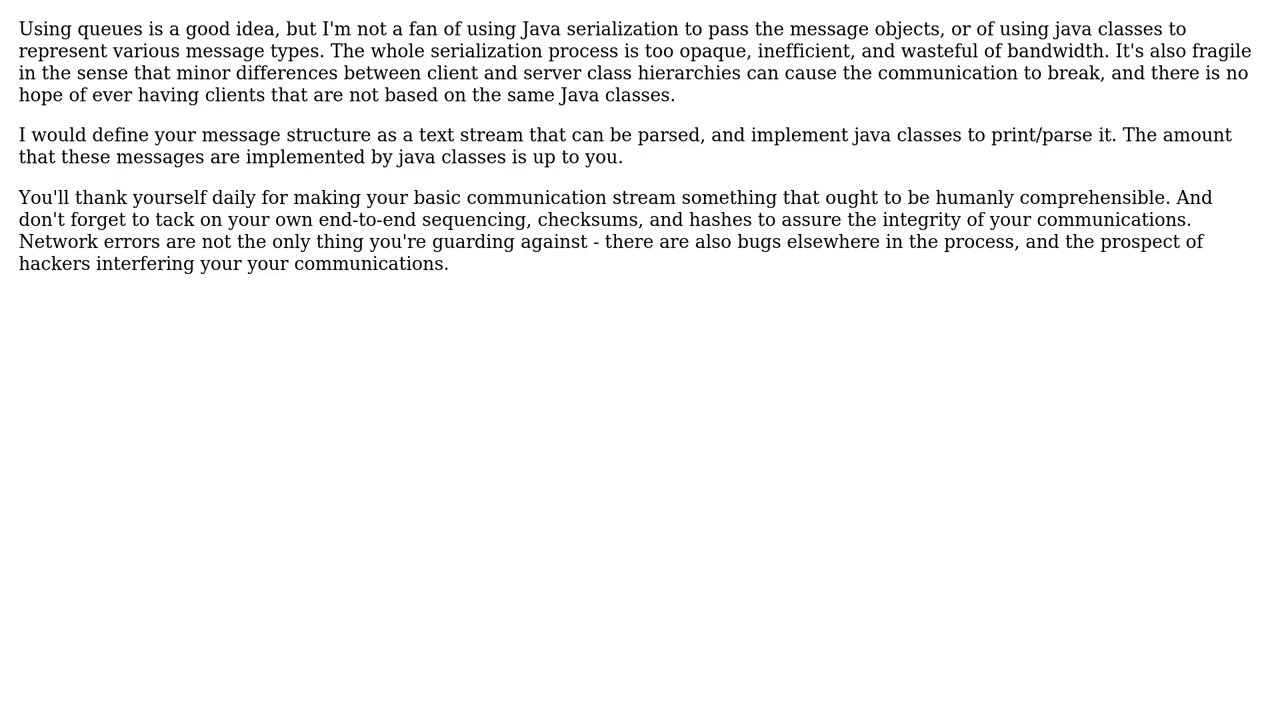 Using queues is a good idea, but I'm not a fan of using Java serialization to pass the message objects, or of using java classes to
represent various message types. The whole serialization process is too opaque, inefficient, and wasteful of bandwidth. It's also fragile
in the sense that minor differences between client and server class hierarchies can cause the communication to break, and there is no
hope of ever having clients that are not based on the same Java classes.
I would define your message structure as a text stream that can be parsed, and implement java classes to print/parse it. The amount
that these messages are implemented by java classes is up to you.
You'll thank yourself daily for making your basic communication stream something that ought to be humanly comprehensible. And
don't forget to tack on your own end-to-end sequencing, checksums, and hashes to assure the integrity of your communications.
Network errors are not the only thing you're guarding against - there are also bugs elsewhere in the process, and the prospect of
hackers interfering your your communications.